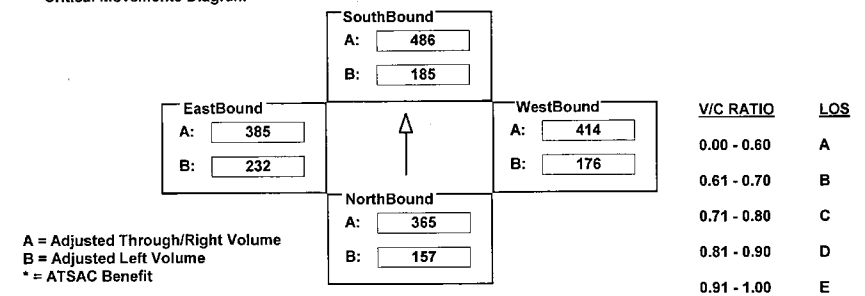 Critical Movements Diagram
SouthBound
A: 486
B: 185
EastBound
A: 385
B: 232
WestBound
A: 414
B: 176
NorthBound
A: 365
B: 157
A = Adjusted Through/Right Volume
B = Adjusted Left Volume
* = ATSAC Benefit
V/C RATIO LOS
0.00 - 0.60 A
0.61 - 0.70 B
0.71 - 0.80 C
0.81 - 0.90 D
0.91 - 1.00 E